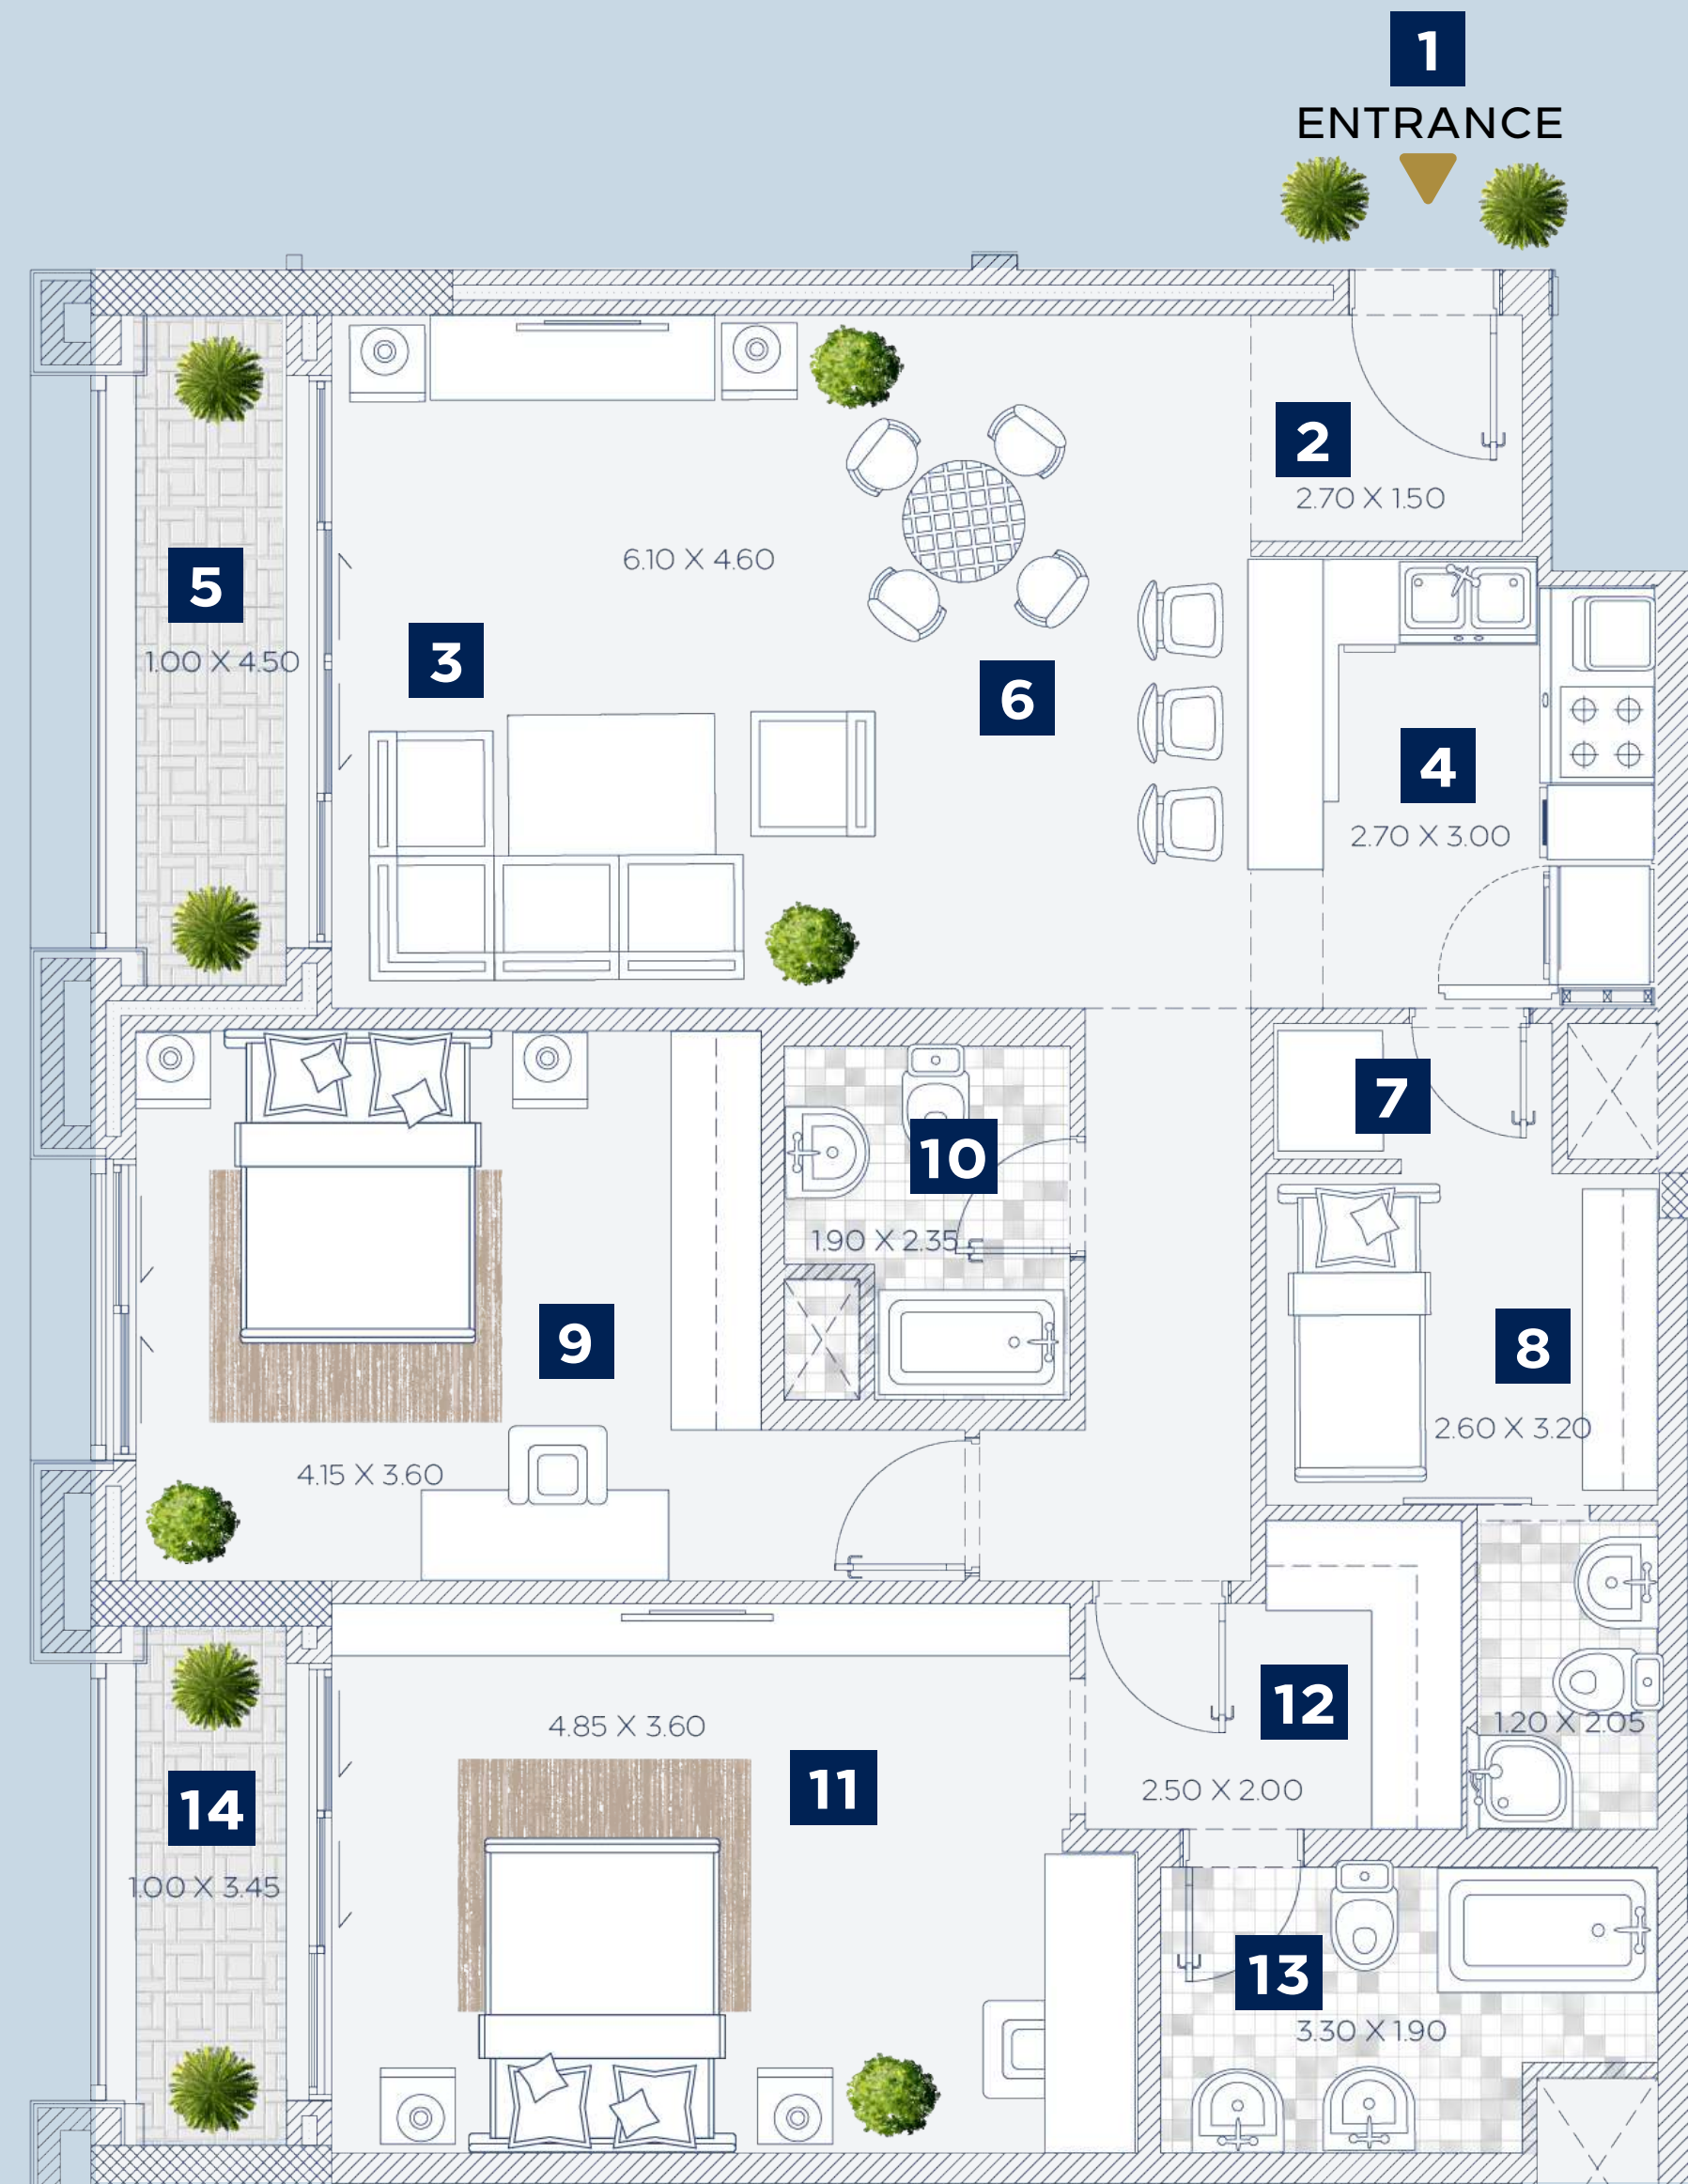 1
ENTRANCE
2
2.70 X 1.50
6.10 X 4.60
5
1.00 X 4.50
3
6
4
2.70 X 3.00
7
10
1.90 X 2.35
9
8
2.60 X 3.20
4.15 X 3.60
12
1.20 X 2.05
4.85 X 3.60
11
2.50 X 2.00
14
1.00 X 3.45
13
3.30 X 1.90